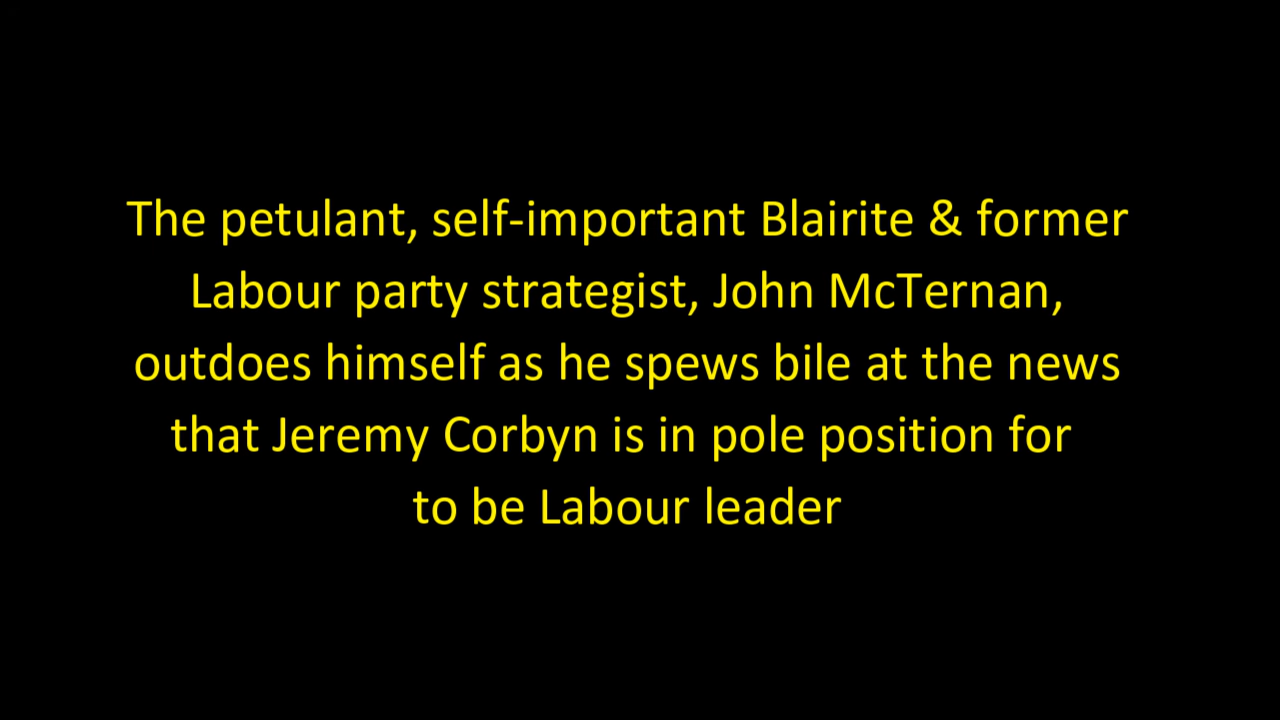 The petulant, self-important Blairite & former
Labour party strategist, John McTernan,
outdoes himself as he spews bile at the news
that Jeremy Corbyn is in pole position for
to be Labour leader